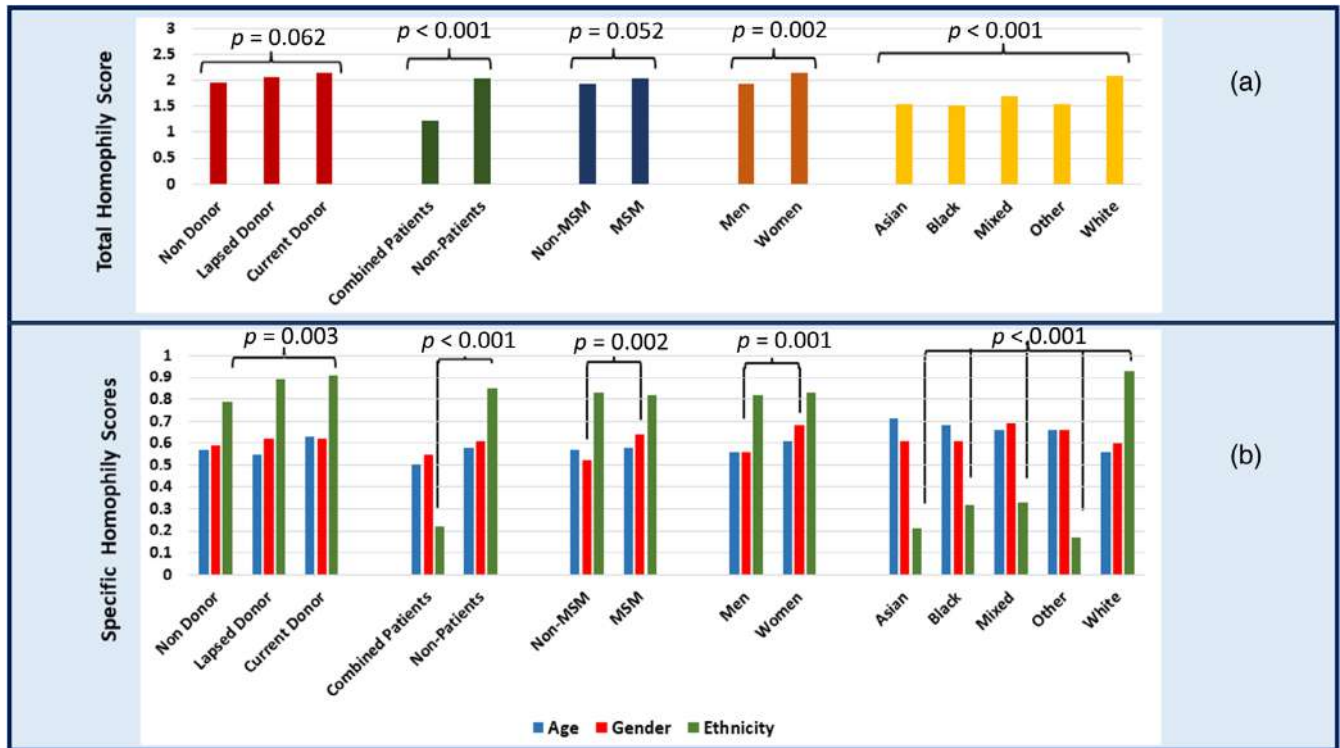 p = 0.062
p < 0.001
p = 0.052
p = 0.002
p < 0.001
(a)
Total Homophily Score
3
2.5
2
1.5
1
0.5
0
Non Donor
Lapsed Donor
Current Donor
Combined Patients
Non-Patients
Non-MSM
MSM
Men
Women
Asian
Black
Mixed
Other
White
p = 0.003
p < 0.001
p = 0.002
p = 0.001
p < 0.001
(b)
Specific Homophily Scores
1
0.9
0.8
0.7
0.6
0.5
0.4
0.3
0.2
0.1
0
Non Donor
Lapsed Donor
Current Donor
Combined Patients
Non-Patients
Non-MSM
MSM
Men
Women
Asian
Black
Mixed
Other
White
Age Gender Ethnicity